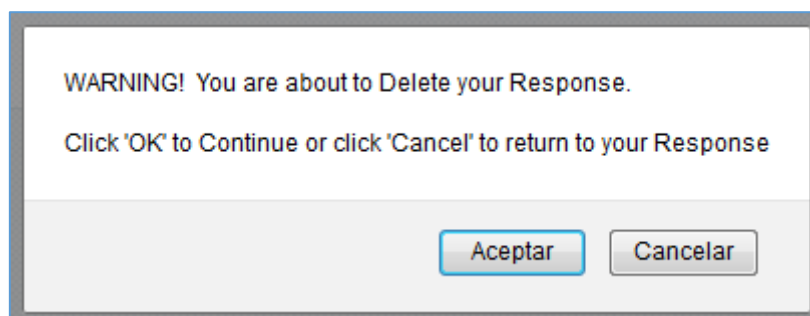 WARNING! You are about to Delete your Response.
Click 'OK' to Continue or click 'Cancel' to return to your Response
Aceptar Cancelar